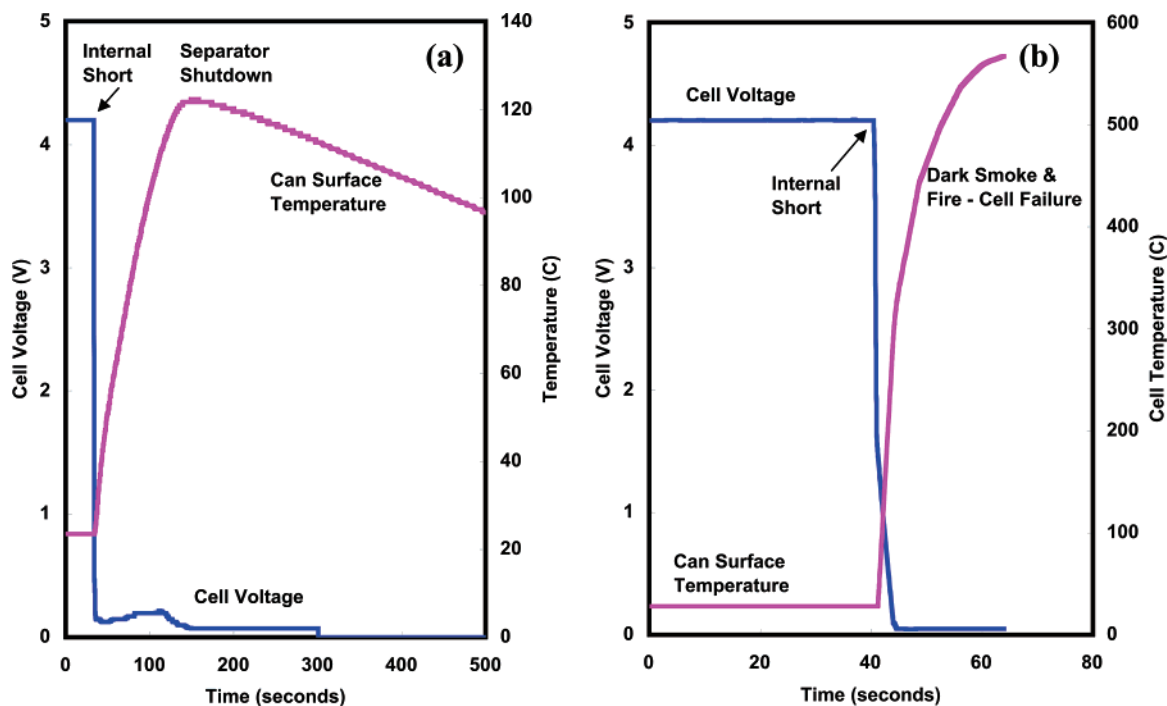 (a)
Internal
Short
Separator
Shutdown
Can Surface
Temperature
Cell Voltage
Cell Voltage (V)
5
4
3
2
1
0
Temperature (C)
140
120
100
80
60
40
20
0
0 100 200 300 400 500
Time (seconds)
(b)
Cell Voltage
Internal
Short
Dark Smoke &
Fire - Cell Failure
Can Surface
Temperature
Cell Voltage (V)
5
4
3
2
1
0
Cell Temperature (C)
600
500
400
300
200
100
0
0 20 40 60 80
Time (seconds)